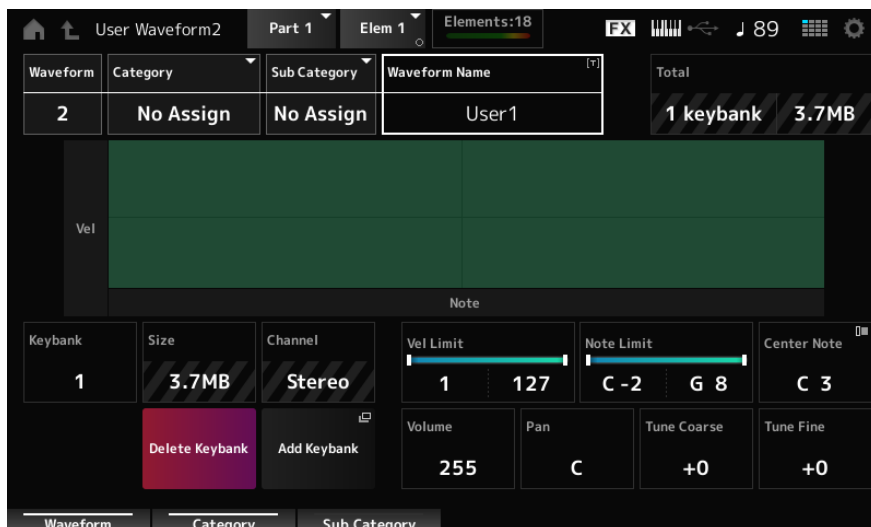 User Waveform2
Part 1
Elem 1
Elements:18
FX
89
Waveform
Category
Sub Category
Waveform Name
[T]
Total
2
No Assign
No Assign
User1
1 keybank
3.7MB
Vel
Note
Keybank
Size
Channel
Vel Limit
Note Limit
Center Note
1
3.7MB
Stereo
1
127
C -2
G 8
C 3
Delete Keybank
Add Keybank
Volume
Pan
Tune Coarse
Tune Fine
255
C
+0
+0
Waveform
Category
Sub Category